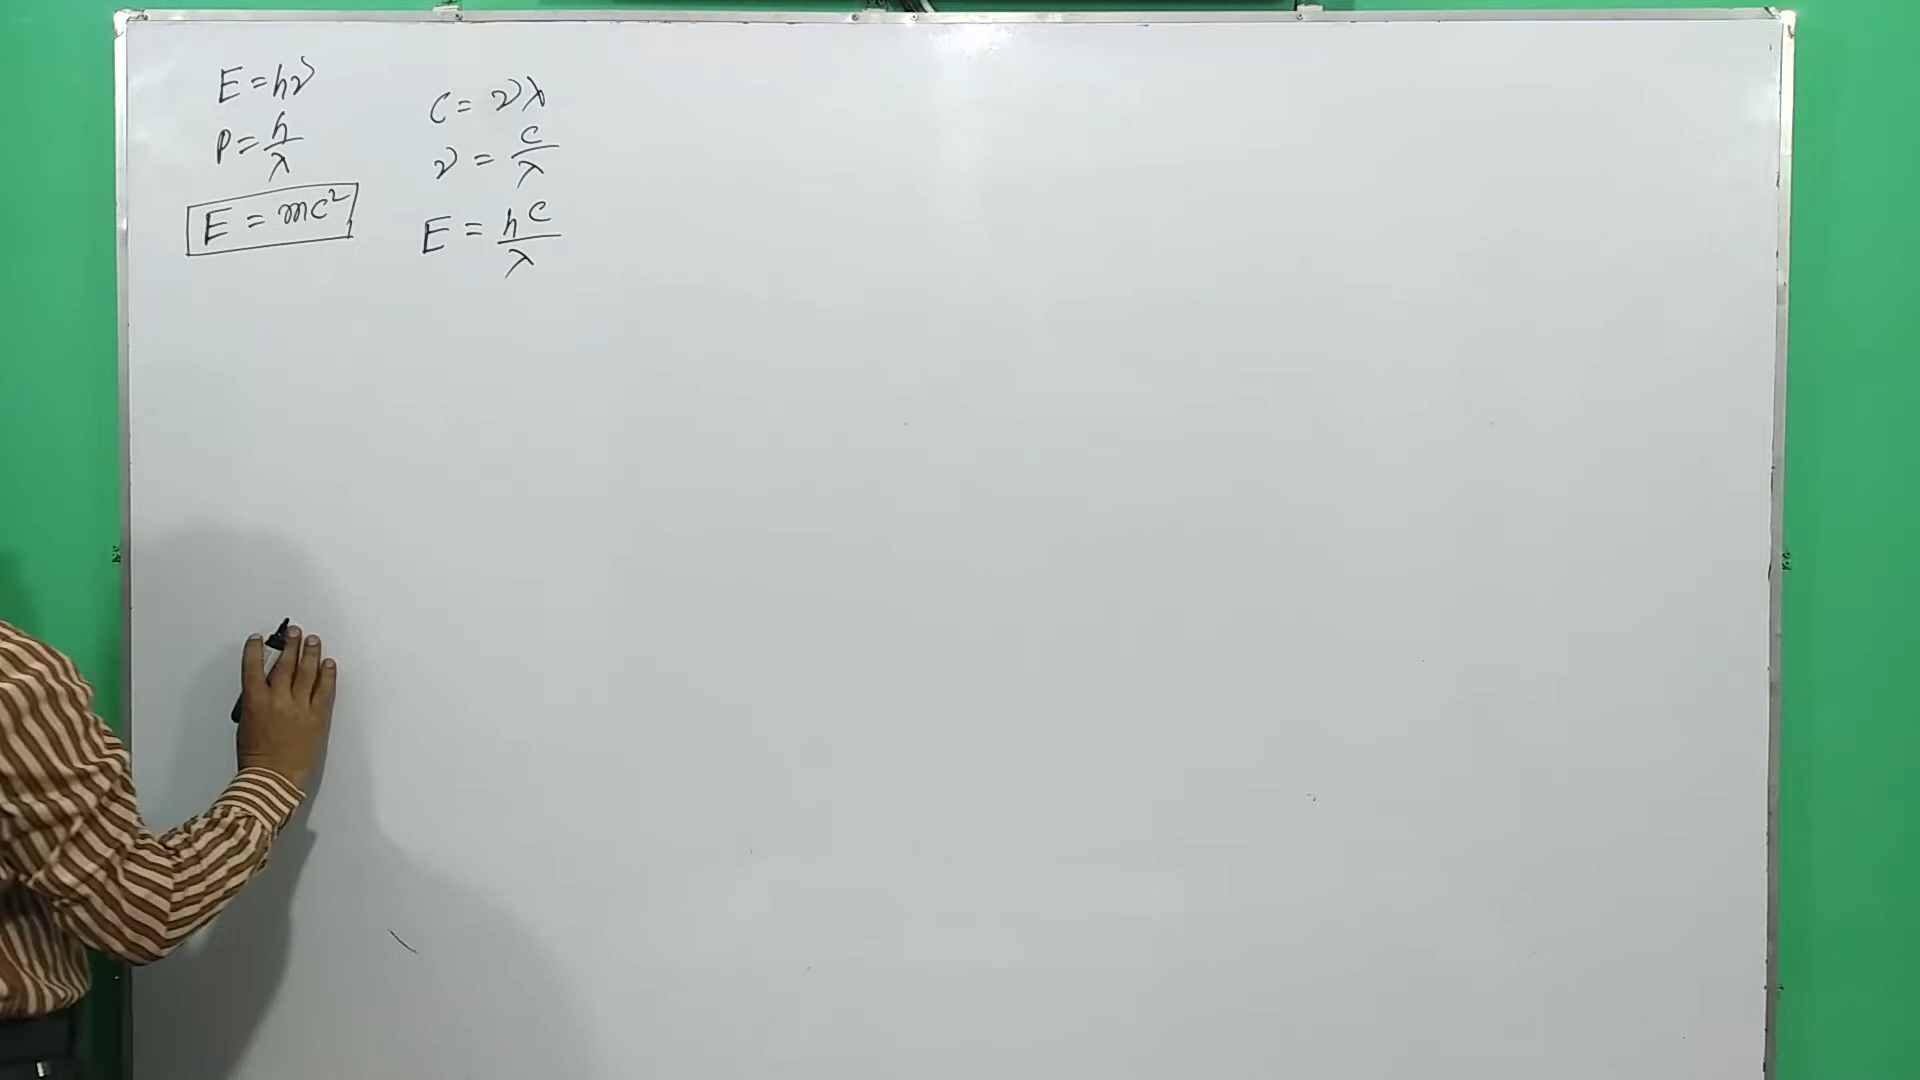 E = hν
P = h/λ
E = mc²
C = νλ
ν = c/λ
E = hc/λ